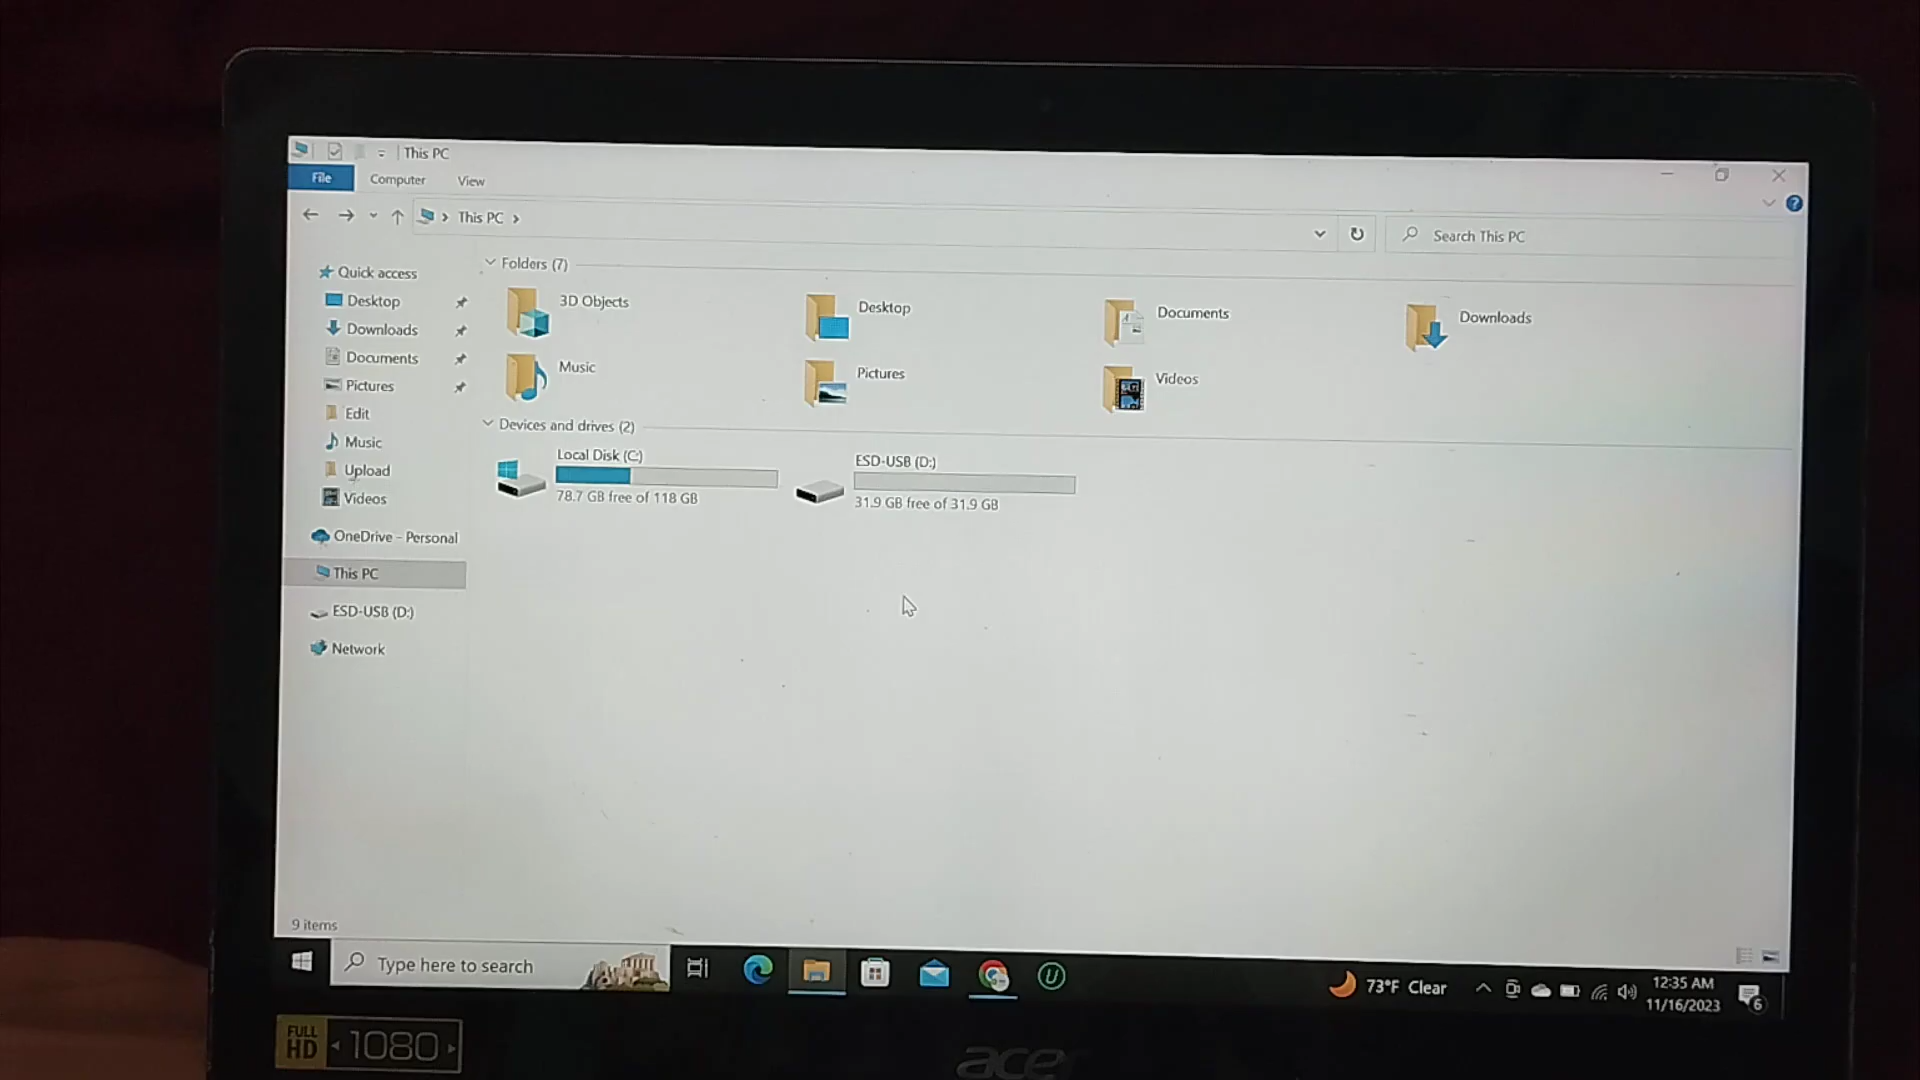 This PC
File Computer View
This PC
Search This PC
Quick access
Desktop
Downloads
Documents
Pictures
Edit
Music
Upload
Videos
OneDrive - Personal
This PC
ESD-USB (D:)
Network
Folders (7)
3D Objects
Desktop
Documents
Downloads
Music
Pictures
Videos
Devices and drives (2)
Local Disk (C:)
78.7 GB free of 118 GB
ESD-USB (D:)
31.9 GB free of 31.9 GB
9 items
Type here to search
73°F Clear
12:35 AM
11/16/2023
6
FULL HD
1080
acer